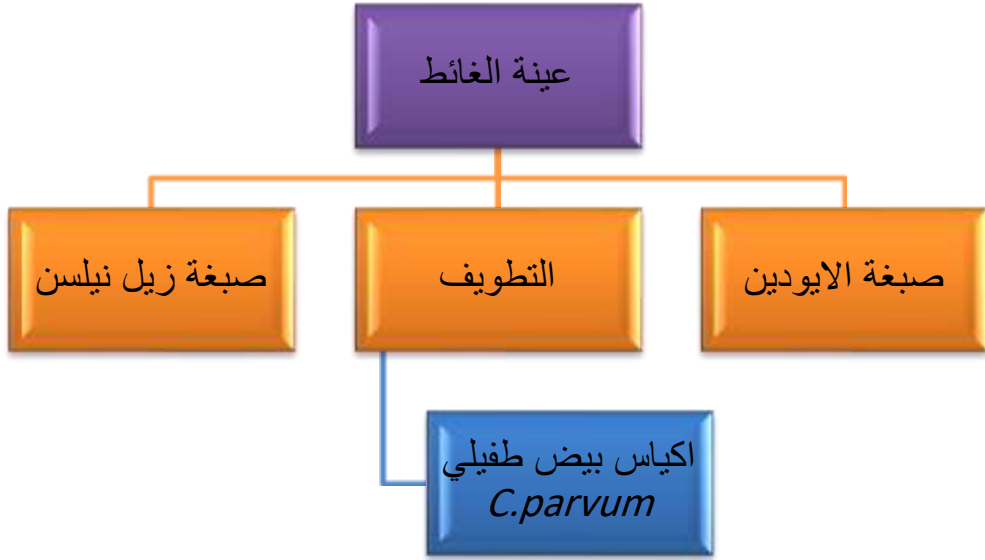 عينة الغائط
صبغة الايودين
التطويف
صبغة زيل نيلسن
اكياس بيض طفيلي
C.parvum